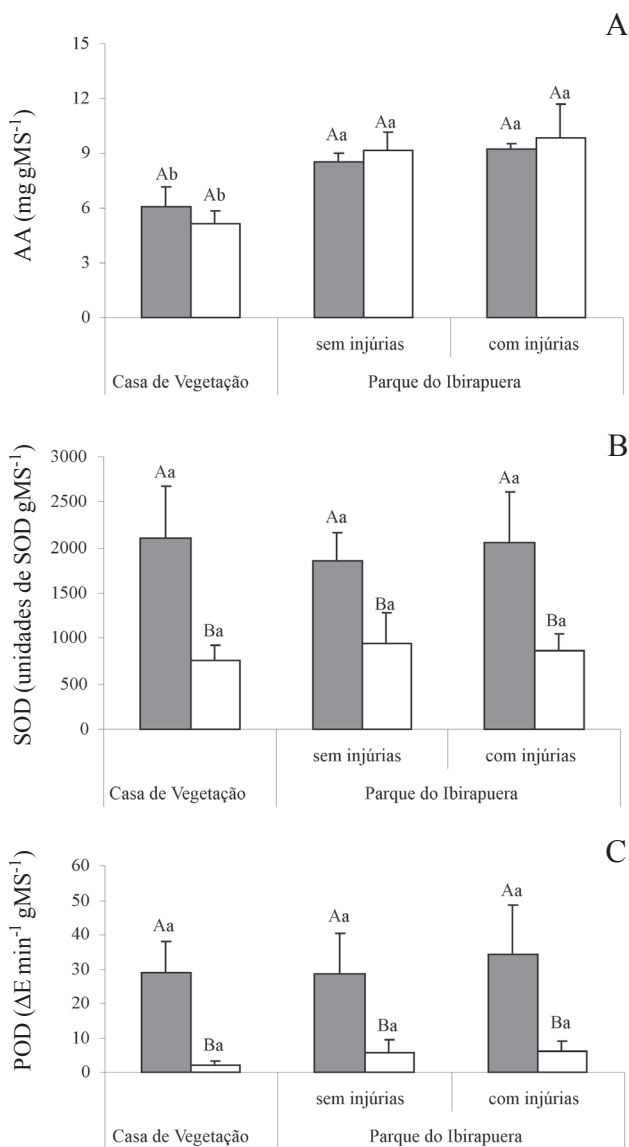 A
AA (mg gMS-1)
15
12
9
6
3
0
Ab
Ab
Aa
Aa
Aa
Aa
sem injúrias
com injúrias
Casa de Vegetação
Parque do Ibirapuera
B
SOD (unidades de SOD gMS-1)
3000
2500
2000
1500
1000
500
0
Aa
Ba
Aa
Ba
Aa
Ba
sem injúrias
com injúrias
Casa de Vegetação
Parque do Ibirapuera
C
POD (ΔE min-1 gMS-1)
60
50
40
30
20
10
0
Aa
Ba
Aa
Ba
Aa
Ba
sem injúrias
com injúrias
Casa de Vegetação
Parque do Ibirapuera